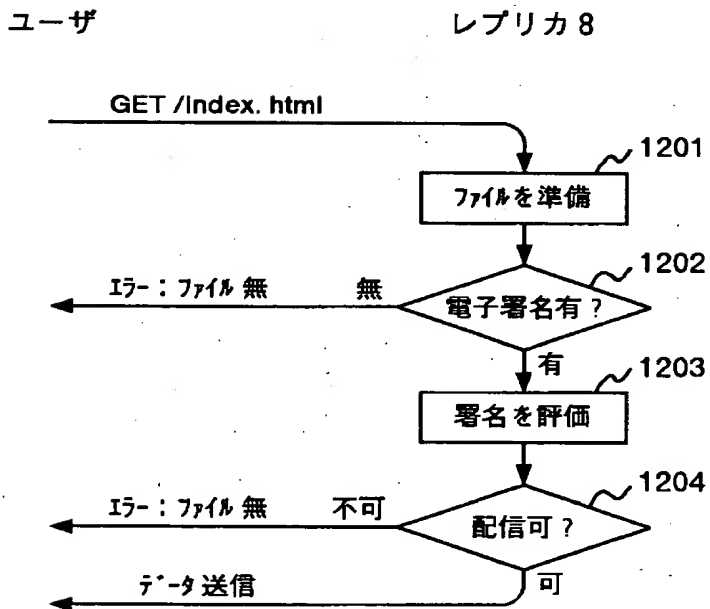 ユーザ
レプリカ8
GET /index. html
1201
ファイルを準備
1202
エラー：ファイル 無
無
電子署名有？
有
1203
署名を評価
1204
エラー：ファイル 無
不可
配信可？
データ 送信
可